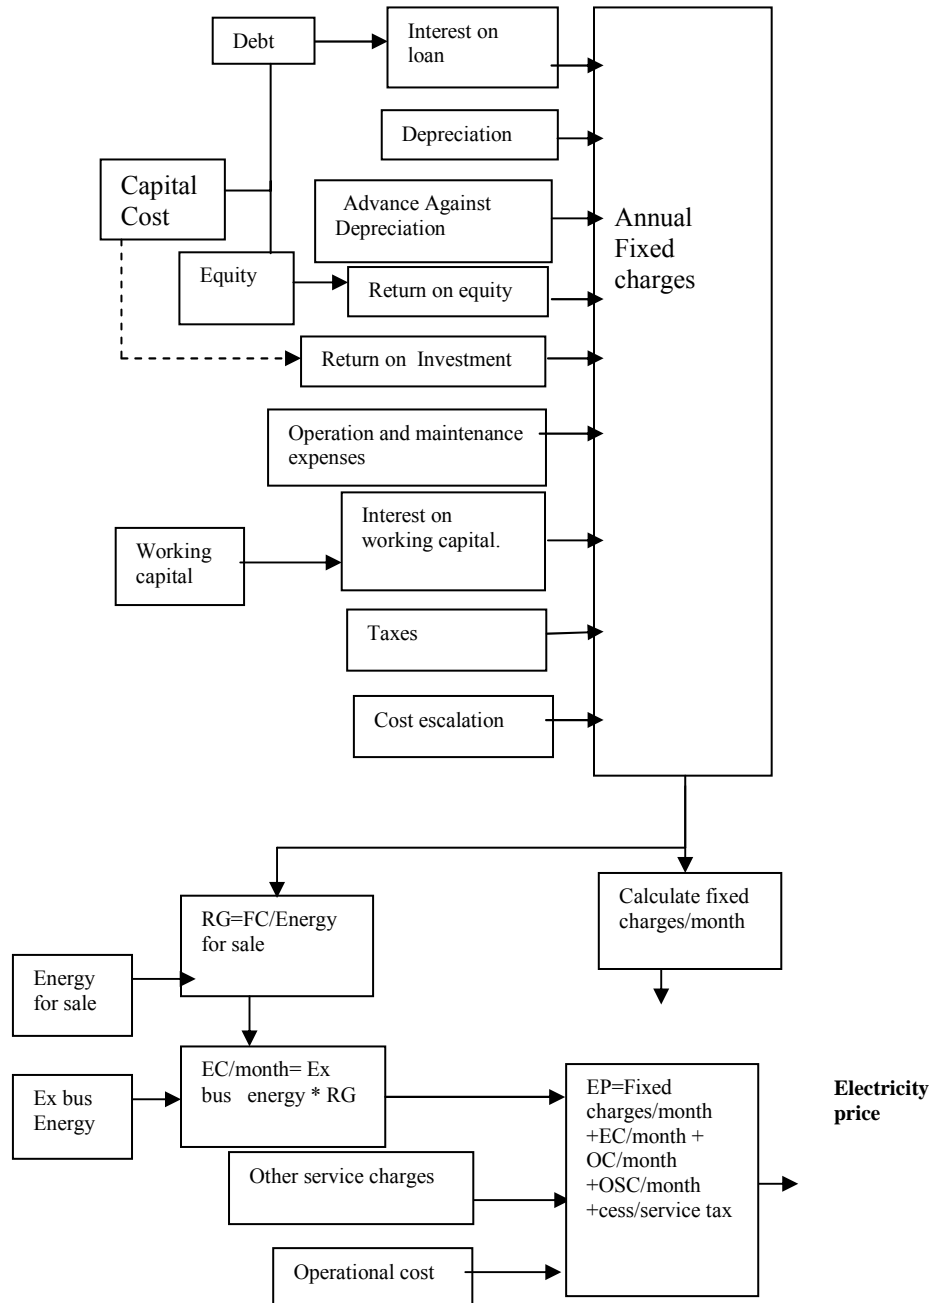 Debt
Interest on
loan
Depreciation
Capital
Cost
Advance Against
Depreciation
Annual
Fixed
charges
Equity
Return on equity
Return on Investment
Operation and maintenance
expenses
Interest on
working capital.
Working
capital
Taxes
Cost escalation
Calculate fixed
charges/month
RG=FC/Energy
for sale
Energy
for sale
EC/month= Ex
bus energy * RG
Ex bus
Energy
EP=Fixed
charges/month
+EC/month +
OC/month
+OSC/month
+cess/service tax
Electricity
price
Other service charges
Operational cost